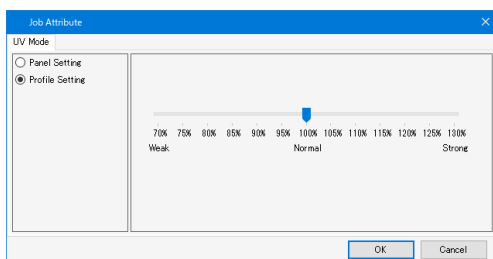 Job Attribute
UV Mode
Panel Setting
Profile Setting
70% 75% 80% 85% 90% 95% 100% 105% 110% 115% 120% 125% 130%
Weak Normal Strong
OK Cancel